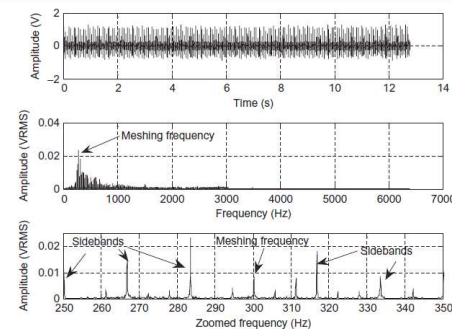 2
0
−2
Amplitude (V)
0 2 4 6 8 10 12 14
Time (s)
0.04
0.02
0
Amplitude (VRMS)
Meshing frequency
0 1000 2000 3000 4000 5000 6000 7000
Frequency (Hz)
0.02
0.01
0
Amplitude (VRMS)
Sidebands
Meshing frequency
Sidebands
250 260 270 280 290 300 310 320 330 340 350
Zoomed frequency (Hz)